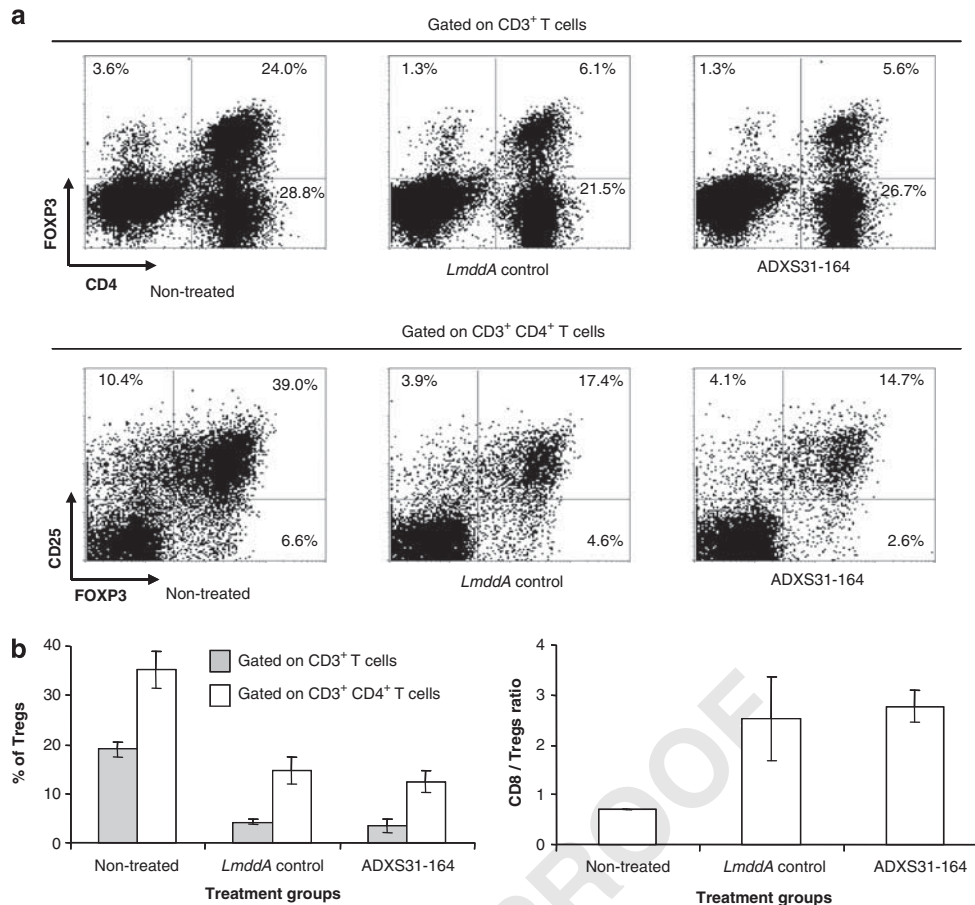 a
Gated on CD3+ T cells
3.6% 24.0%
28.8%
1.3% 6.1%
21.5%
1.3% 5.6%
26.7%
FOXP3
CD4
Non-treated
LmddA control
ADXS31-164
Gated on CD3+ CD4+ T cells
10.4% 39.0%
6.6%
3.9% 17.4%
4.6%
4.1% 14.7%
2.6%
CD25
FOXP3
Non-treated
LmddA control
ADXS31-164
b
40
30
20
10
0
% of Tregs
Gated on CD3+ T cells
Gated on CD3+ CD4+ T cells
Non-treated LmddA control ADXS31-164
Treatment groups
4
3
2
1
0
CD8 / Tregs ratio
Non-treated LmddA control ADXS31-164
Treatment groups
PROOF